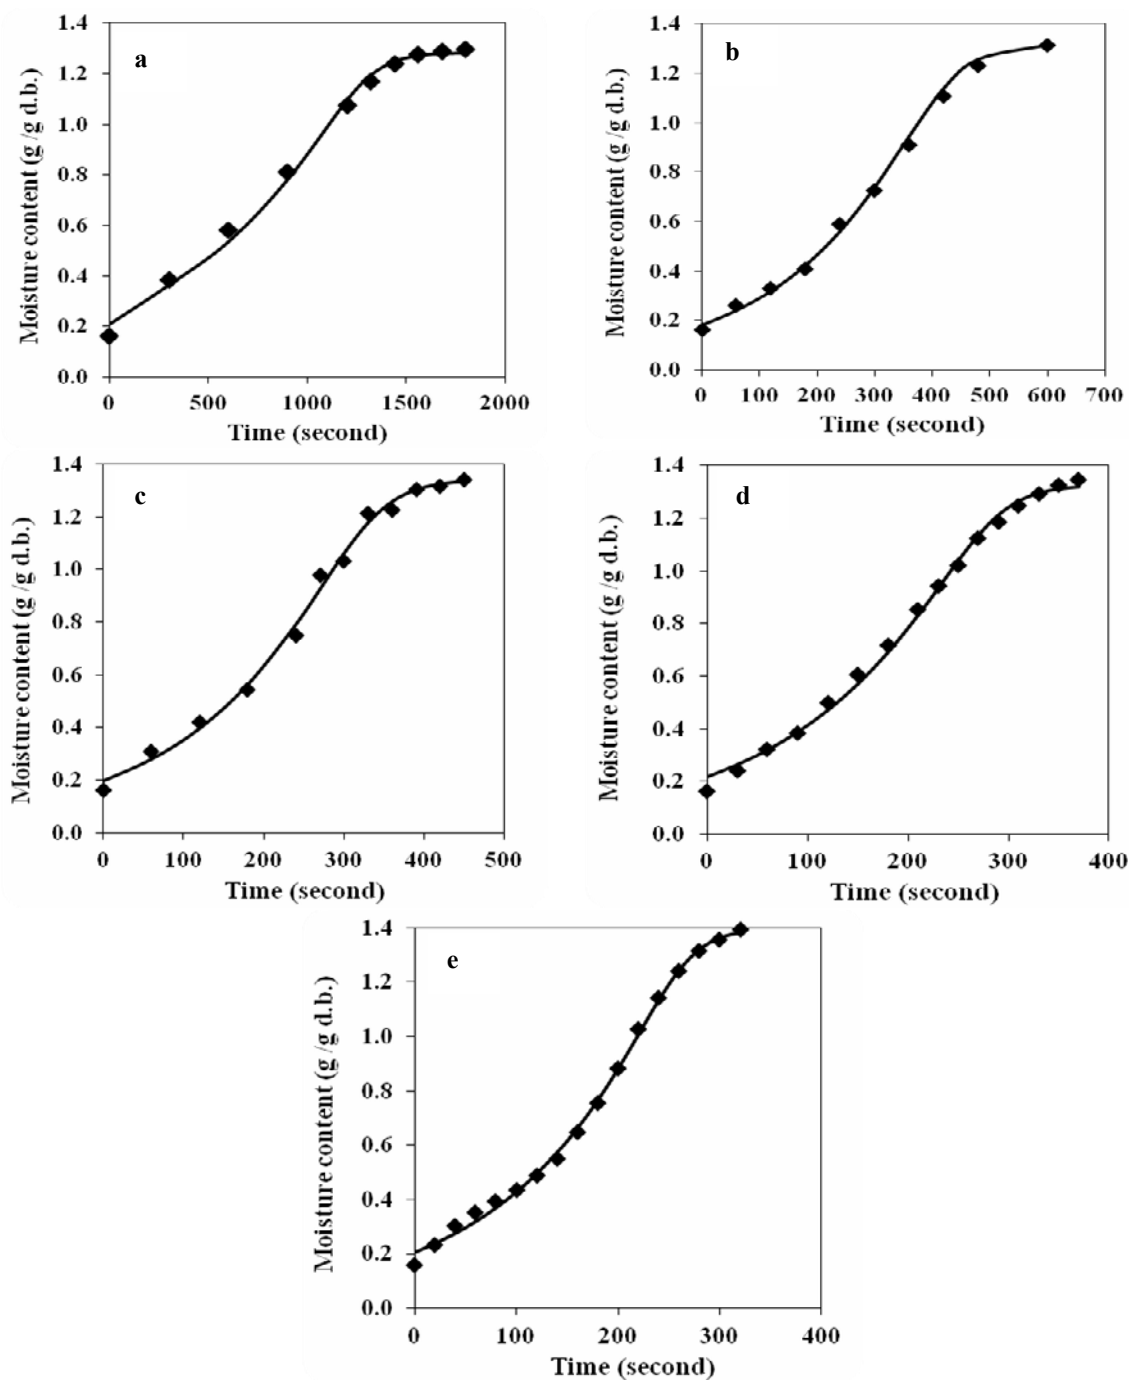 a
Moisture content (g /g d.b.)
1.4
1.2
1.0
0.8
0.6
0.4
0.2
0.0
0 500 1000 1500 2000
Time (second)
b
Moisture content (g /g d.b.)
1.4
1.2
1.0
0.8
0.6
0.4
0.2
0.0
0 100 200 300 400 500 600 700
Time (second)
c
Moisture content (g /g d.b.)
1.4
1.2
1.0
0.8
0.6
0.4
0.2
0.0
0 100 200 300 400 500
Time (second)
d
Moisture content (g /g d.b.)
1.4
1.2
1.0
0.8
0.6
0.4
0.2
0.0
0 100 200 300 400
Time (second)
e
Moisture content (g /g d.b.)
1.4
1.2
1.0
0.8
0.6
0.4
0.2
0.0
0 100 200 300 400
Time (second)